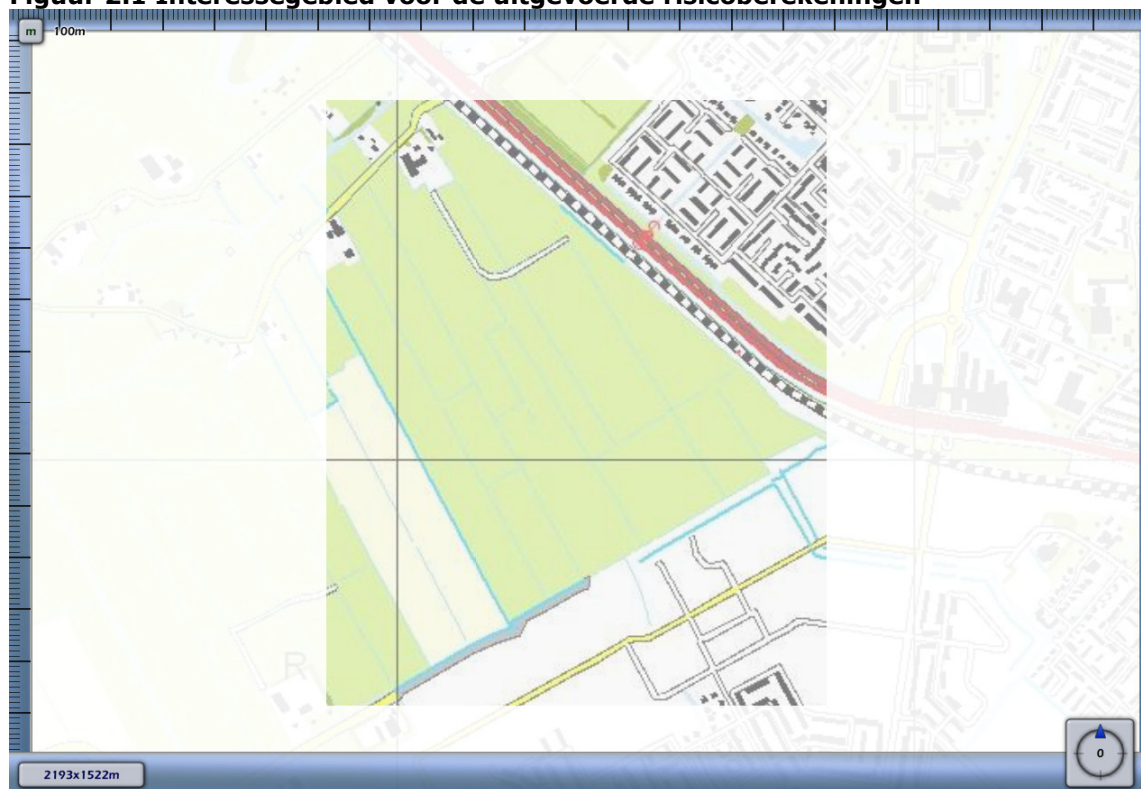 Figuur 2.1 Interessegebied voor de uitgevoerde risicoberekeningen
m
100m
R
2193x1522m
0